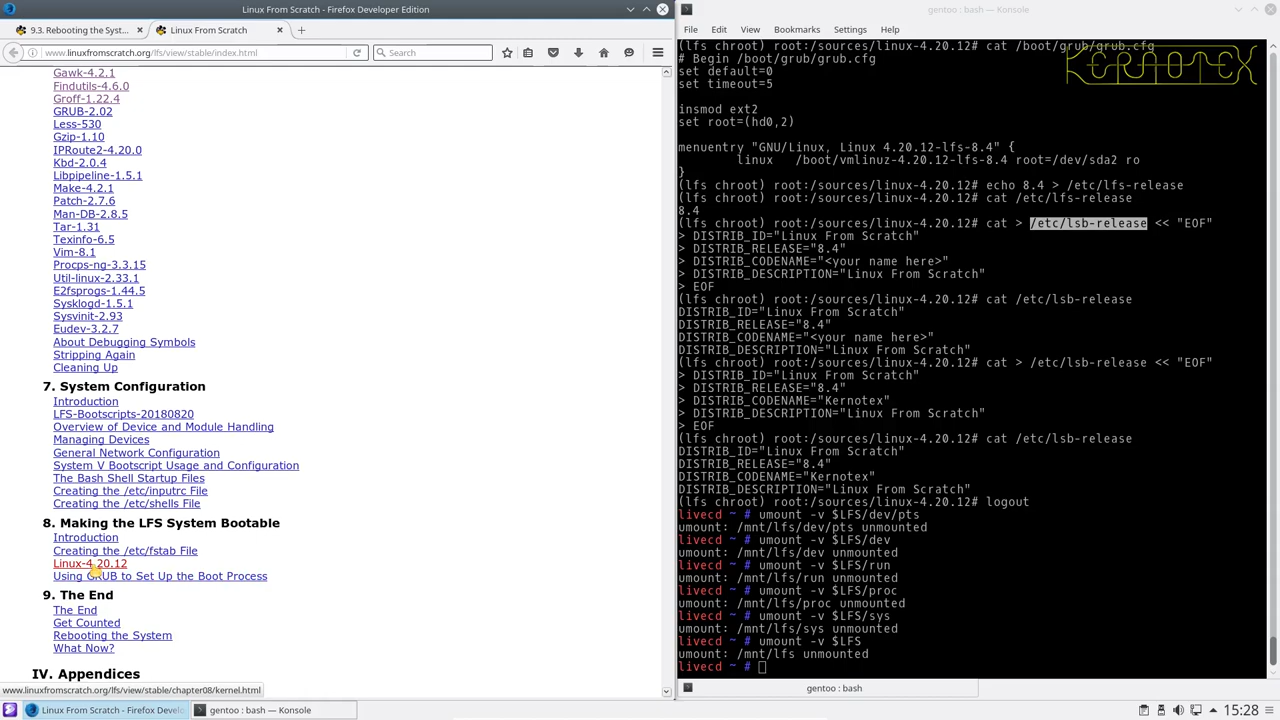 Linux From Scratch - Firefox Developer Edition
9.3. Rebooting the Syst...
Linux From Scratch
www.linuxfromscratch.org/lfs/view/stable/index.html
Search
Gawk-4.2.1
Findutils-4.6.0
Groff-1.22.4
GRUB-2.02
Less-530
Gzip-1.10
IPRoute2-4.20.0
Kbd-2.0.4
Libpipeline-1.5.1
Make-4.2.1
Patch-2.7.6
Man-DB-2.8.5
Tar-1.31
Texinfo-6.5
Vim-8.1
Procps-ng-3.3.15
Util-linux-2.33.1
E2fsprogs-1.44.5
Sysklogd-1.5.1
Sysvinit-2.93
Eudev-3.2.7
About Debugging Symbols
Stripping Again
Cleaning Up
7. System Configuration
Introduction
LFS-Bootscripts-20180820
Overview of Device and Module Handling
Managing Devices
General Network Configuration
System V Bootscript Usage and Configuration
The Bash Shell Startup Files
Creating the /etc/inputrc File
Creating the /etc/shells File
8. Making the LFS System Bootable
Introduction
Creating the /etc/fstab File
Linux-4.20.12
Using GRUB to Set Up the Boot Process
9. The End
The End
Get Counted
Rebooting the System
What Now?
IV. Appendices
www.linuxfromscratch.org/lfs/view/stable/chapter08/kernel.html
gentoo : bash — Konsole
File Edit View Bookmarks Settings Help
KERNOTEX
(lfs chroot) root:/sources/linux-4.20.12# cat /boot/grub/grub.cfg
# Begin /boot/grub/grub.cfg
set default=0
set timeout=5
insmod ext2
set root=(hd0,2)
menuentry "GNU/Linux, Linux 4.20.12-lfs-8.4" {
linux /boot/vmlinuz-4.20.12-lfs-8.4 root=/dev/sda2 ro
}
(lfs chroot) root:/sources/linux-4.20.12# echo 8.4 > /etc/lfs-release
(lfs chroot) root:/sources/linux-4.20.12# cat /etc/lfs-release
8.4
(lfs chroot) root:/sources/linux-4.20.12# cat > /etc/lsb-release << "EOF"
> DISTRIB_ID="Linux From Scratch"
> DISTRIB_RELEASE="8.4"
> DISTRIB_CODENAME="<your name here>"
> DISTRIB_DESCRIPTION="Linux From Scratch"
> EOF
(lfs chroot) root:/sources/linux-4.20.12# cat /etc/lsb-release
DISTRIB_ID="Linux From Scratch"
DISTRIB_RELEASE="8.4"
DISTRIB_CODENAME="<your name here>"
DISTRIB_DESCRIPTION="Linux From Scratch"
(lfs chroot) root:/sources/linux-4.20.12# cat > /etc/lsb-release << "EOF"
> DISTRIB_ID="Linux From Scratch"
> DISTRIB_RELEASE="8.4"
> DISTRIB_CODENAME="Kernotex"
> DISTRIB_DESCRIPTION="Linux From Scratch"
> EOF
(lfs chroot) root:/sources/linux-4.20.12# cat /etc/lsb-release
DISTRIB_ID="Linux From Scratch"
DISTRIB_RELEASE="8.4"
DISTRIB_CODENAME="Kernotex"
DISTRIB_DESCRIPTION="Linux From Scratch"
(lfs chroot) root:/sources/linux-4.20.12# logout
livecd ~ # umount -v $LFS/dev/pts
umount: /mnt/lfs/dev/pts unmounted
livecd ~ # umount -v $LFS/dev
umount: /mnt/lfs/dev unmounted
livecd ~ # umount -v $LFS/run
umount: /mnt/lfs/run unmounted
livecd ~ # umount -v $LFS/proc
umount: /mnt/lfs/proc unmounted
livecd ~ # umount -v $LFS/sys
umount: /mnt/lfs/sys unmounted
livecd ~ # umount -v $LFS
umount: /mnt/lfs unmounted
livecd ~ #
gentoo : bash
Linux From Scratch - Firefox Develo
gentoo : bash — Konsole
15:28